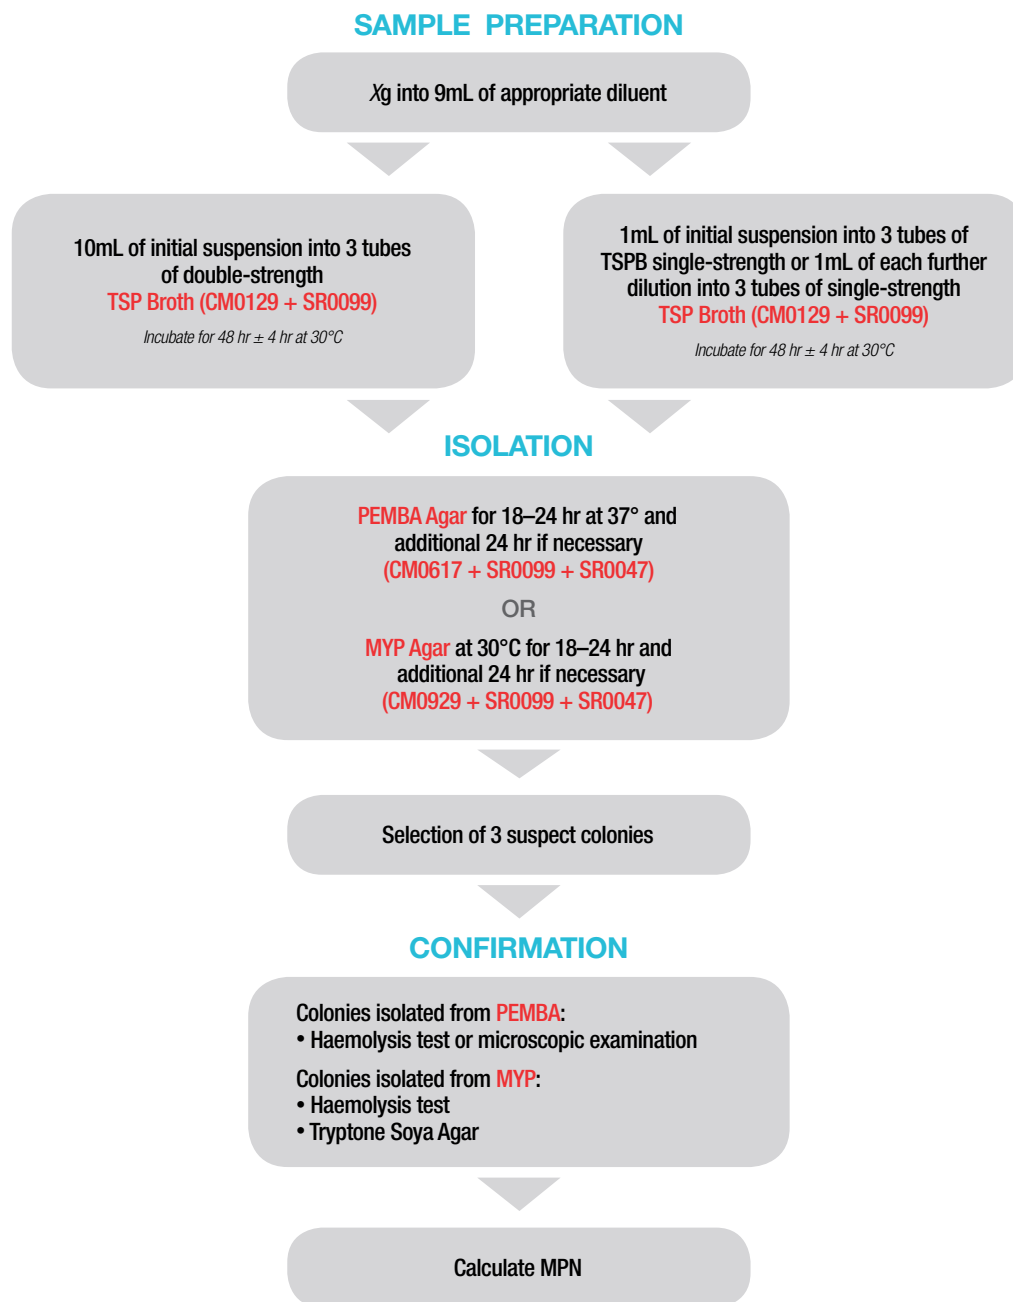 SAMPLE PREPARATION
Xg into 9mL of appropriate diluent
10mL of initial suspension into 3 tubes
of double-strength
TSP Broth (CM0129 + SR0099)
Incubate for 48 hr ± 4 hr at 30°C
1mL of initial suspension into 3 tubes of
TSPB single-strength or 1mL of each further
dilution into 3 tubes of single-strength
TSP Broth (CM0129 + SR0099)
Incubate for 48 hr ± 4 hr at 30°C
ISOLATION
PEMBA Agar for 18–24 hr at 37° and
additional 24 hr if necessary
(CM0617 + SR0099 + SR0047)
OR
MYP Agar at 30°C for 18–24 hr and
additional 24 hr if necessary
(CM0929 + SR0099 + SR0047)
Selection of 3 suspect colonies
CONFIRMATION
Colonies isolated from PEMBA:
• Haemolysis test or microscopic examination
Colonies isolated from MYP:
• Haemolysis test
• Tryptone Soya Agar
Calculate MPN